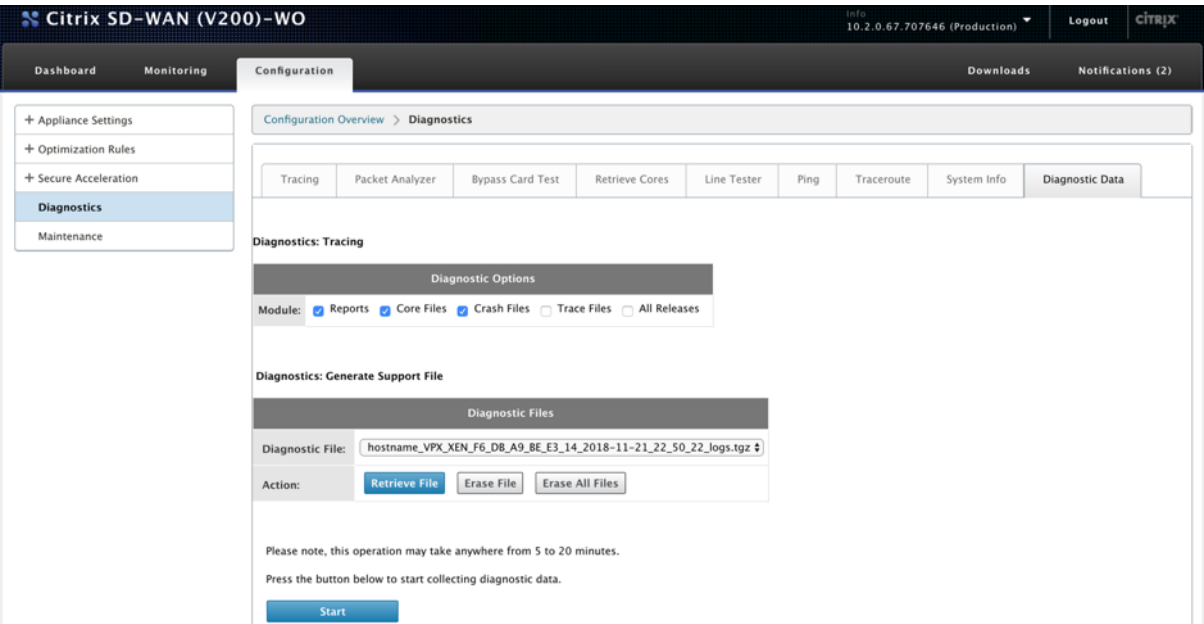 Citrix SD-WAN (V200)-WO
Info
10.2.0.67.707646 (Production)
Logout
CITRIX
Dashboard Monitoring Configuration Downloads Notifications (2)
+ Appliance Settings
+ Optimization Rules
+ Secure Acceleration
Diagnostics
Maintenance
Configuration Overview > Diagnostics
Tracing Packet Analyzer Bypass Card Test Retrieve Cores Line Tester Ping Traceroute System Info Diagnostic Data
Diagnostics: Tracing
Diagnostic Options
Module: Reports Core Files Crash Files Trace Files All Releases
Diagnostics: Generate Support File
Diagnostic Files
Diagnostic File: hostname_VPX_XEN_F6_DB_A9_BE_E3_14_2018-11-21_22_50_22_logs.tgz
Action: Retrieve File Erase File Erase All Files
Please note, this operation may take anywhere from 5 to 20 minutes.
Press the button below to start collecting diagnostic data.
Start